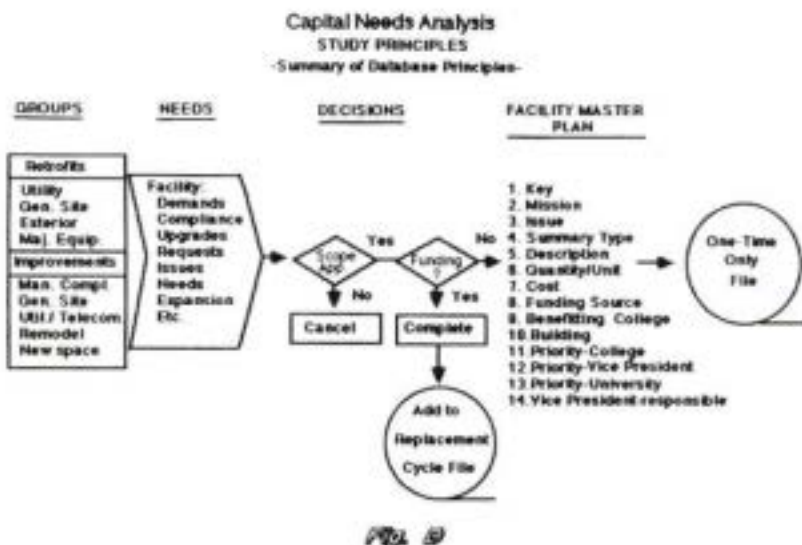 Capital Needs Analysis
STUDY PRINCIPLES
-Summary of Database Principles-
GROUPS
Retrofits
Utility
Gen. Site
Exterior
Maj. Equip.
Improvements
Man. Compl.
Gen. Site
Util./ Telecom.
Remodel
New space
NEEDS
Facility:
Demands
Compliance
Upgrades
Requests
Issues
Needs
Expansion
Etc.
DECISIONS
Scope
App.
Yes
No
Cancel
Funding
?
No
Yes
Complete
Add to
Replacement
Cycle File
FACILITY MASTER
PLAN
1. Key
2. Mission
3. Issue
4. Summary Type
5. Description
6. Quantity/Unit
7. Cost
8. Funding Source
9. Benefitting College
10. Building
11. Priority-College
12. Priority-Vice President
13. Priority-University
14. Vice President responsible
One-Time
Only
File